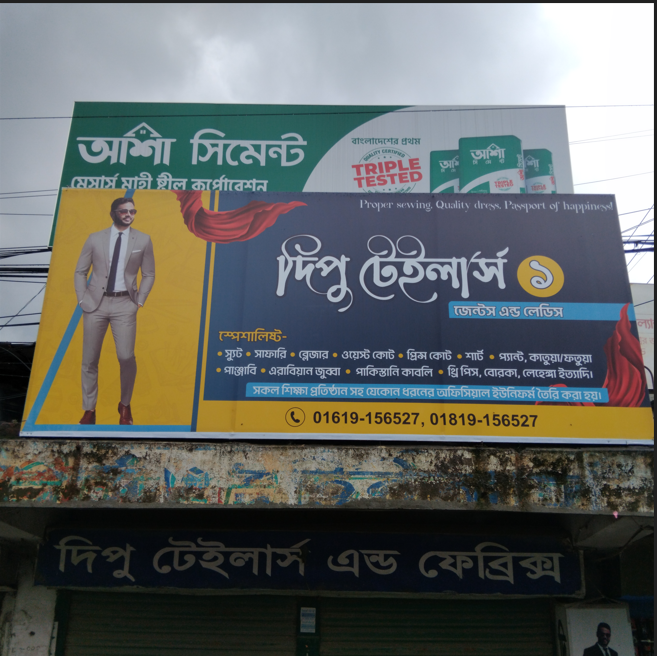 আশা সিমেন্ট
মেসার্স মাহী ষ্টীল কর্পোরেশন
বাংলাদেশের প্রথম
QUALITY CERTIFIED
TRIPLE
TESTED
আশা
Proper sewing, Quality dress, Passport of happiness!
দিপু টেইলার্স ১
জেন্টস এন্ড লেডিস
স্পেশালিষ্ট-
• স্যুট • সাফারি • ব্লেজার • ওয়েস্ট কোট • প্রিন্স কোট • শার্ট • প্যান্ট, কাতুয়া/ফতুয়া
• পাঞ্জাবি • এরাবিয়ান জুব্বা • পাকিস্তানি কাবলি • থ্রি পিস, বোরকা, লেহেঙ্গা ইত্যাদি।
সকল শিক্ষা প্রতিষ্ঠান সহ যেকোন ধরনের অফিসিয়াল ইউনিফর্ম তৈরি করা হয়।
01619-156527, 01819-156527
দিপু টেইলার্স এন্ড ফেব্রিক্স